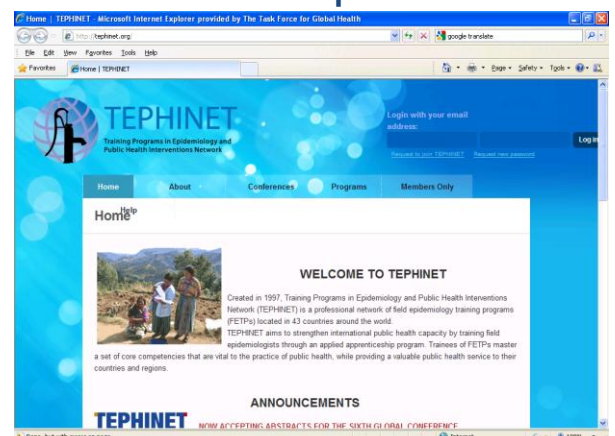 Home | TEPHINET - Microsoft Internet Explorer provided by The Task Force for Global Health
http://tephinet.org
google translate
File Edit View Favorites Tools Help
Favorites Home | TEPHINET
Page Safety Tools
TEPHINET
Training Programs in Epidemiology and
Public Health Interventions Network
Login with your email
address:
Log in
Request to join TEPHINET Request new password
Home About Conferences Programs Members Only
Help
Home
WELCOME TO TEPHINET
Created in 1997, Training Programs in Epidemiology and Public Health Interventions
Network (TEPHINET) is a professional network of field epidemiology training programs
(FETPs) located in 43 countries around the world.
TEPHINET aims to strengthen international public health capacity by training field
epidemiologists through an applied apprenticeship program. Trainees of FETPs master
a set of core competencies that are vital to the practice of public health, while providing a valuable public health service to their
countries and regions.
ANNOUNCEMENTS
TEPHINET NOW ACCEPTING ABSTRACTS FOR THE SIXTH GLOBAL CONFERENCE